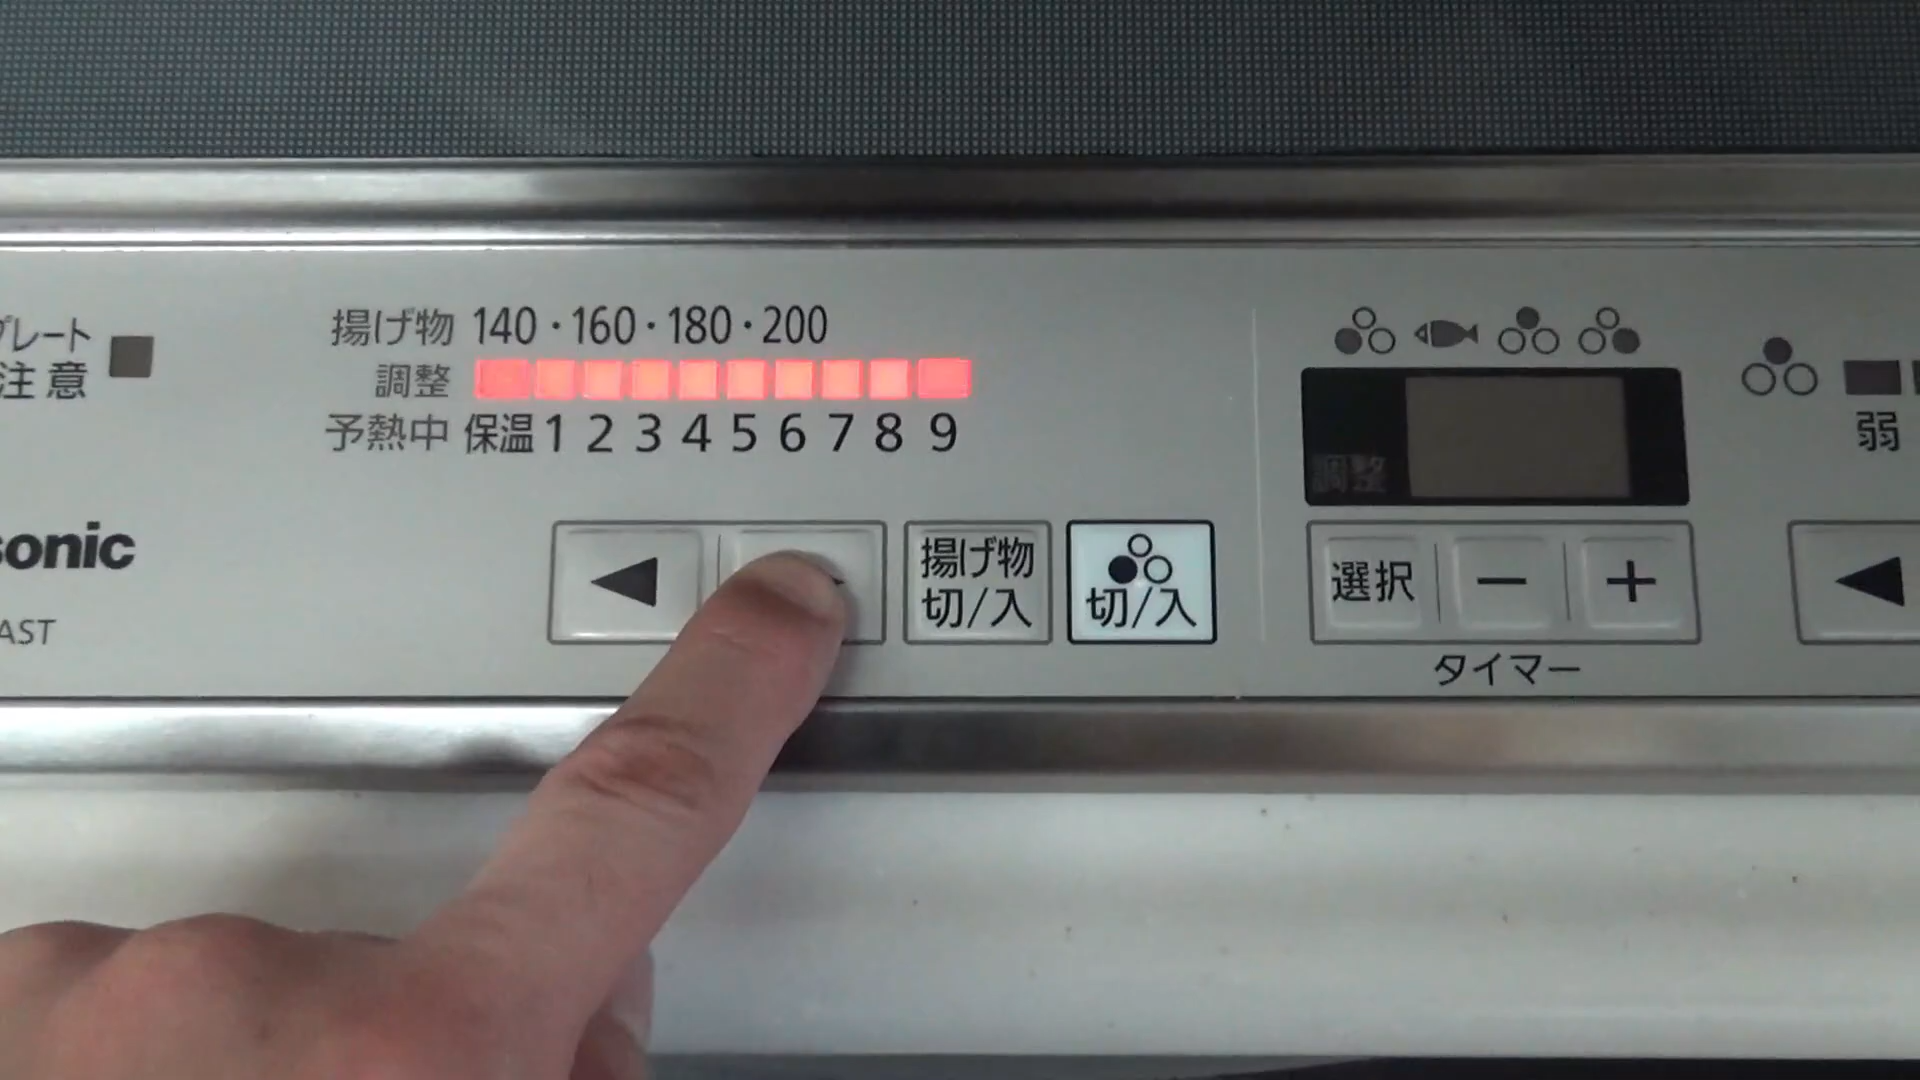 プレート
注意
揚げ物 140・160・180・200
調整
予熱中 保温 1 2 3 4 5 6 7 8 9
sonic
AST
揚げ物
切/入
切/入
調整
選択 － ＋
タイマー
弱